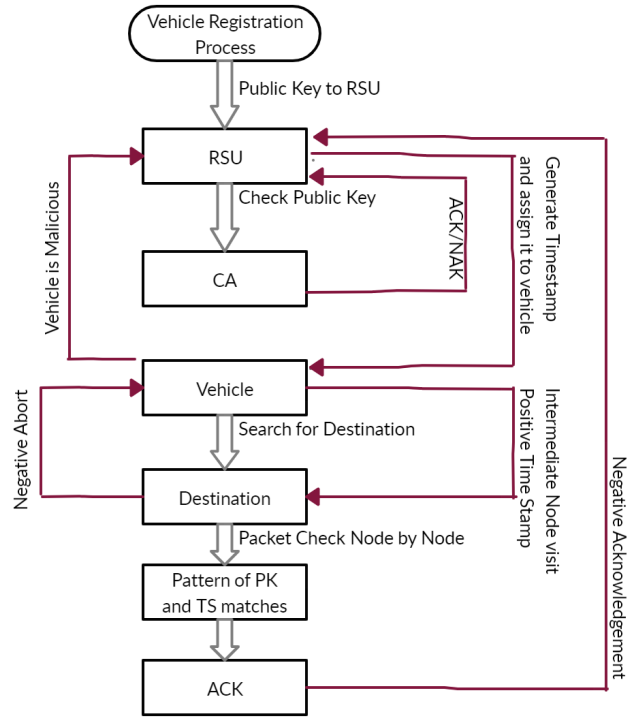 Vehicle Registration
Process
Public Key to RSU
RSU
Check Public Key
CA
ACK/NAK
Generate Timestamp
and assign it to vehicle
Vehicle is Malicious
Vehicle
Search for Destination
Negative Abort
Intermediate Node visit
Positive Time Stamp
Destination
Packet Check Node by Node
Pattern of PK
and TS matches
ACK
Negative Acknowledgement